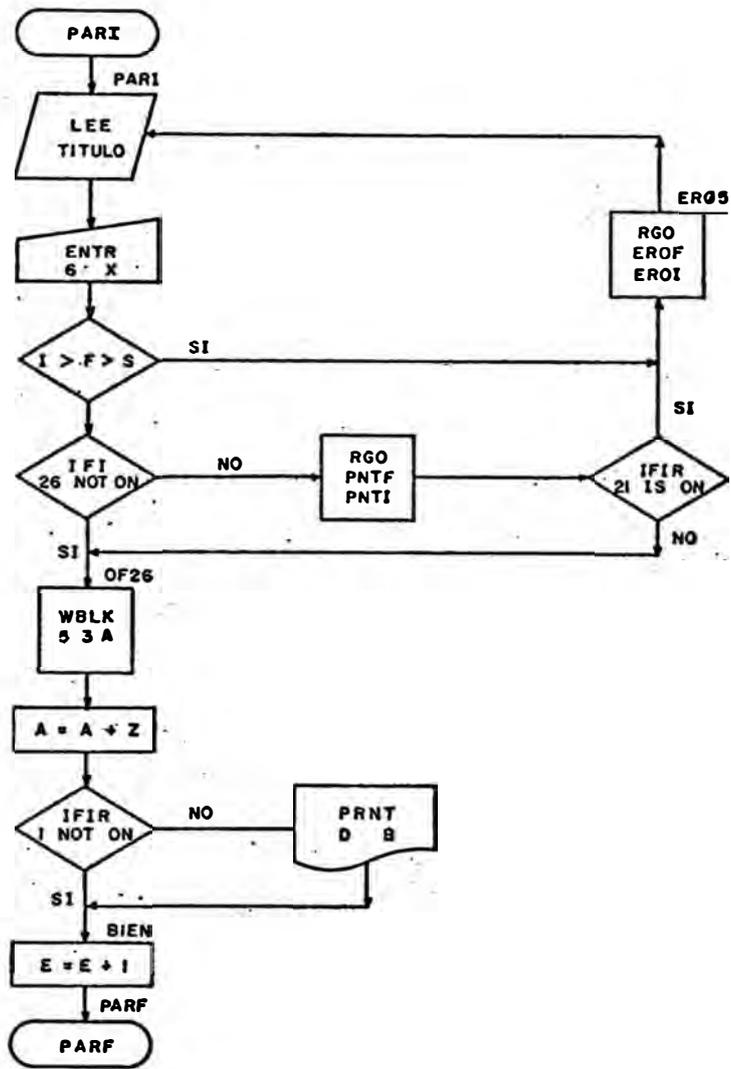 PARI
PARI
LEE
TITULO
ENTR
6 X
I > F > S
SI
ER05
RGO
EROF
EROI
SI
IFI
26 NOT ON
NO
RGO
PNTF
PNTI
IFIR
21 IS ON
NO
SI
OF26
WBLK
5 3 A
A = A + Z
IFIR
1 NOT ON
NO
PRNT
D B
SI
BIEN
E = E + 1
PARF
PARF